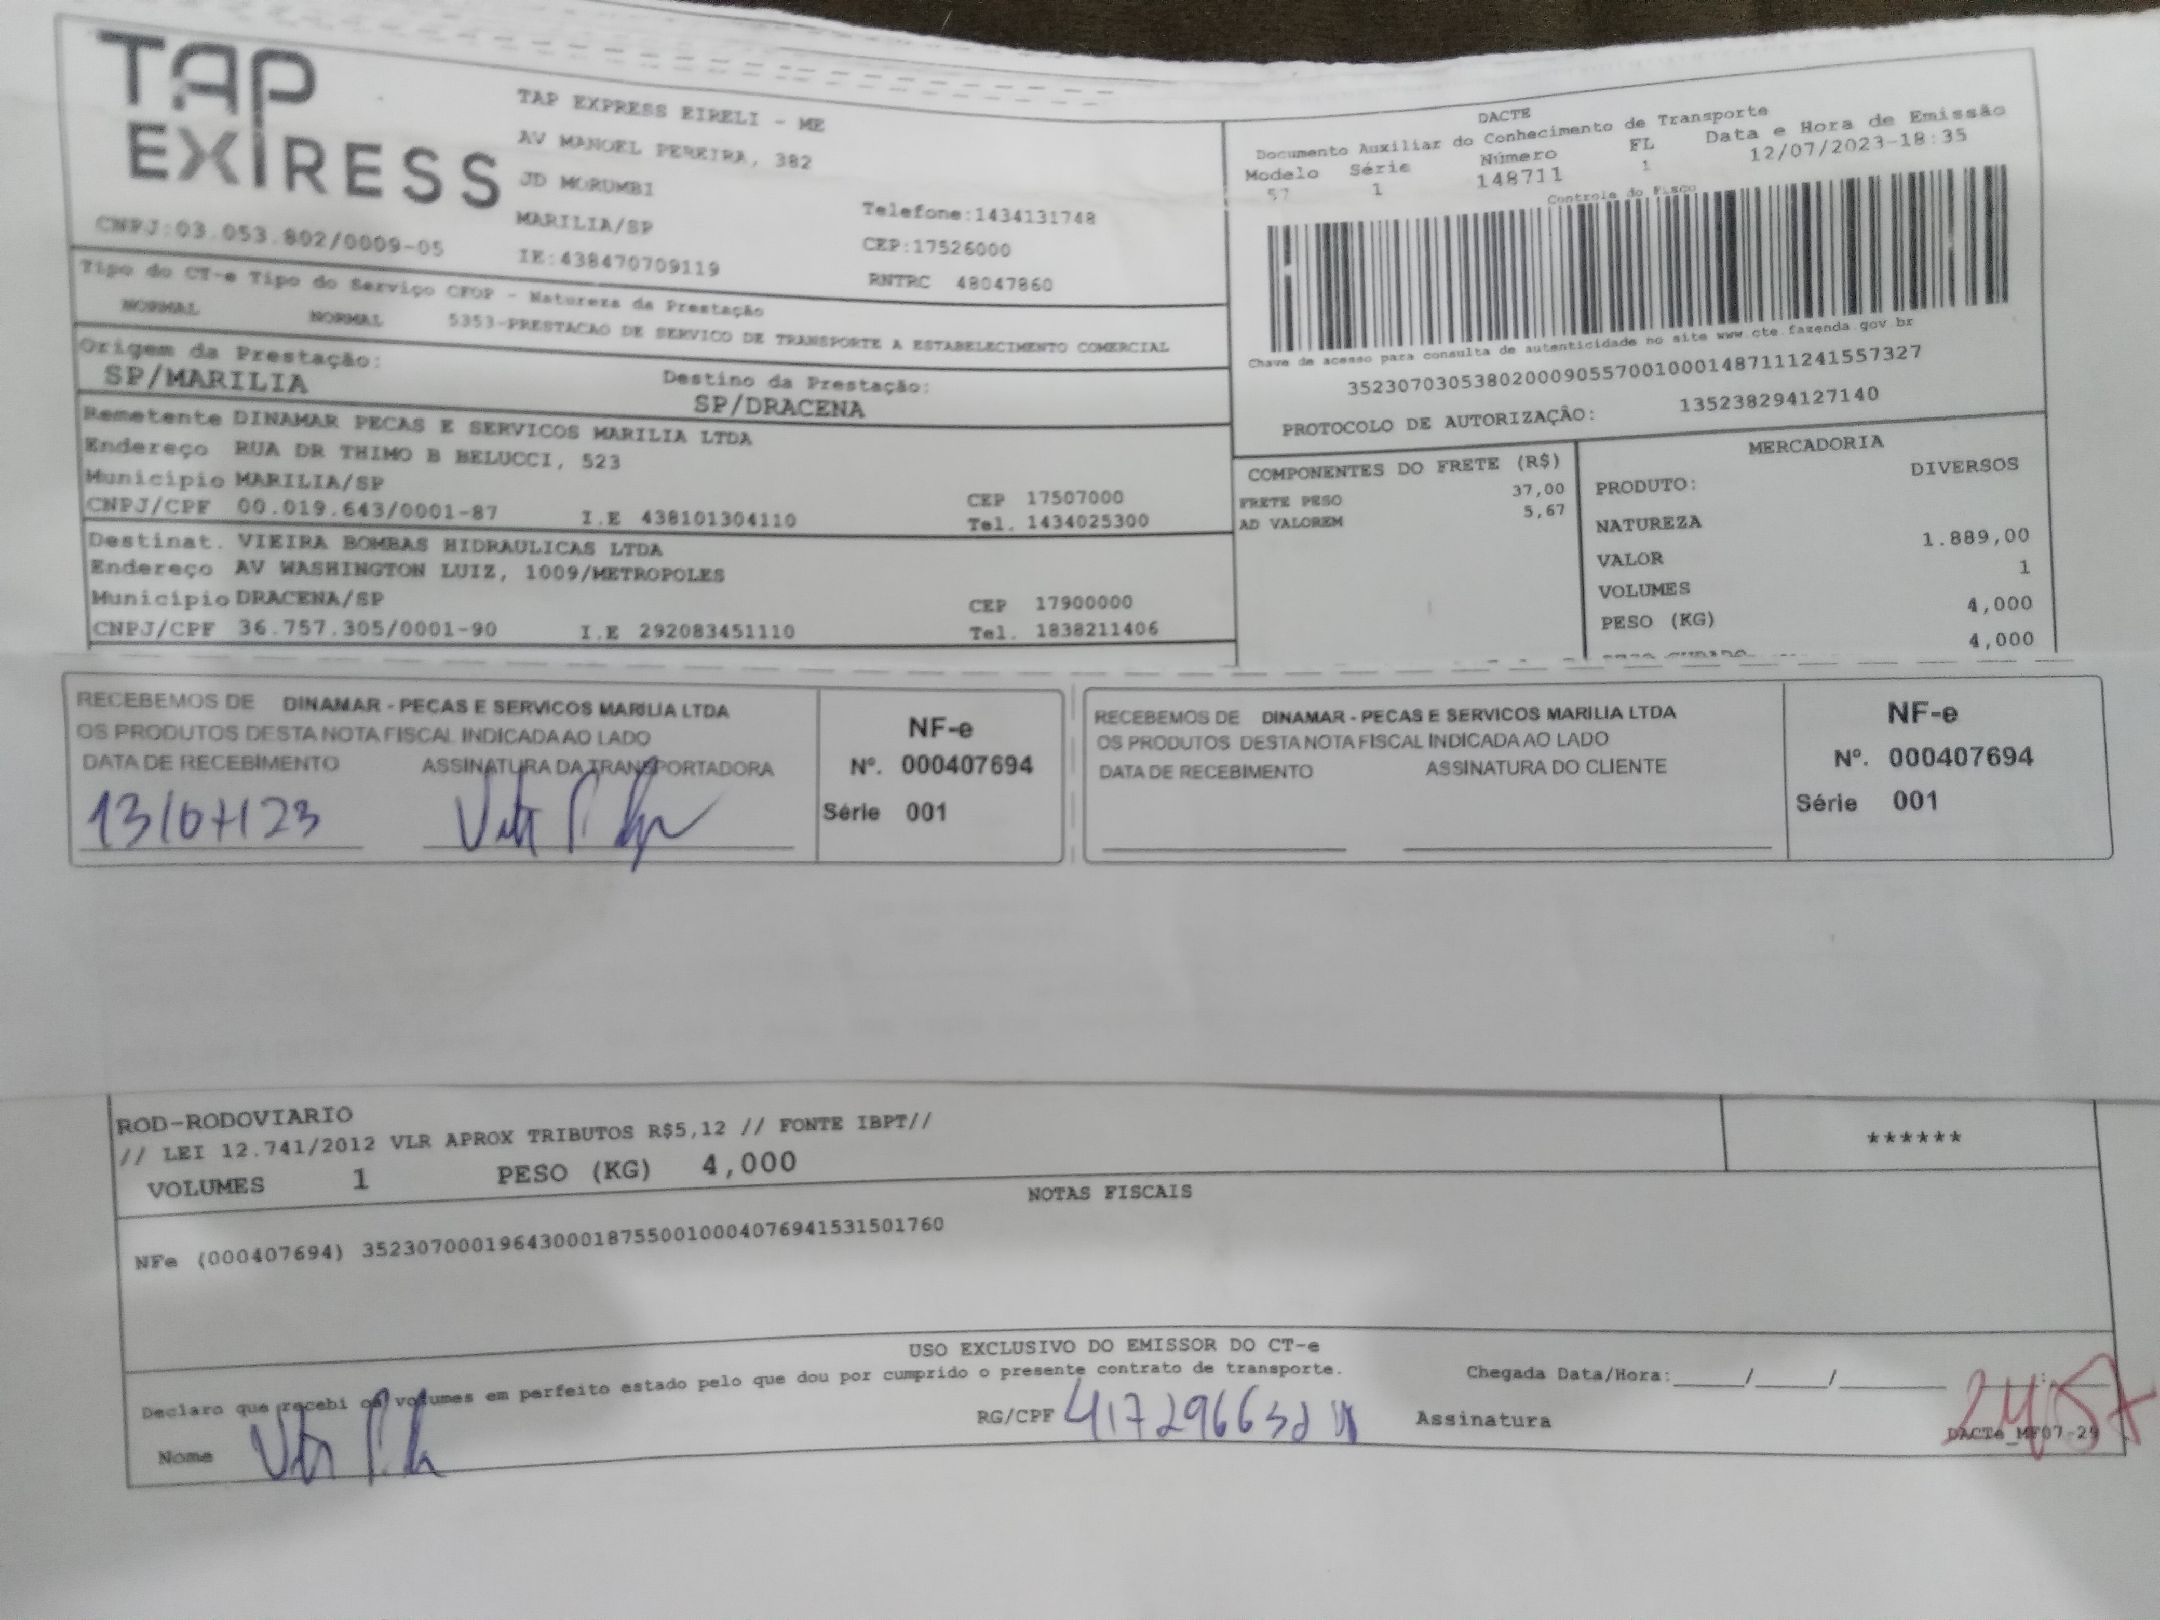 TAP
EXPRESS
TAP EXPRESS EIRELI - ME
AV MANOEL PEREIRA, 382
JD MORUMBI
MARILIA/SP
Telefone:1434131748
CEP:17526000
CNPJ:03.053.802/0009-05
IE:438470709119
RNTRC 48047860
DACTE
Documento Auxiliar do Conhecimento de Transporte
Modelo Série Número FL Data e Hora de Emissão
57 1 148711 1 12/07/2023-18:35
Controle do Fisco
Chave de acesso para consulta de autenticidade no site www.cte.fazenda.gov.br
35230703053802000905570010001487111241557327
PROTOCOLO DE AUTORIZAÇÃO: 135238294127140
Tipo do CT-e Tipo do Serviço CFOP - Natureza da Prestação
NORMAL NORMAL 5353-PRESTACAO DE SERVICO DE TRANSPORTE A ESTABELECIMENTO COMERCIAL
Origem da Prestação: Destino da Prestação:
SP/MARILIA SP/DRACENA
Remetente DINAMAR PECAS E SERVICOS MARILIA LTDA
Endereço RUA DR THIMO B BELUCCI, 523
Município MARILIA/SP CEP 17507000
CNPJ/CPF 00.019.643/0001-87 I.E 438101304110 Tel. 1434025300
Destinat. VIEIRA BOMBAS HIDRAULICAS LTDA
Endereço AV WASHINGTON LUIZ, 1009/METROPOLES
Município DRACENA/SP CEP 17900000
CNPJ/CPF 36.757.305/0001-90 I.E 292083451110 Tel. 1838211406
COMPONENTES DO FRETE (R$)
FRETE PESO 37,00
AD VALOREM 5,67
MERCADORIA
PRODUTO: DIVERSOS
NATUREZA
VALOR 1.889,00
VOLUMES 1
PESO (KG) 4,000
4,000
RECEBEMOS DE DINAMAR - PECAS E SERVICOS MARILIA LTDA
OS PRODUTOS DESTA NOTA FISCAL INDICADA AO LADO
DATA DE RECEBIMENTO ASSINATURA DA TRANSPORTADORA
13/07/23
NF-e
Nº. 000407694
Série 001
RECEBEMOS DE DINAMAR - PECAS E SERVICOS MARILIA LTDA
OS PRODUTOS DESTA NOTA FISCAL INDICADA AO LADO
DATA DE RECEBIMENTO ASSINATURA DO CLIENTE
NF-e
Nº. 000407694
Série 001
ROD-RODOVIARIO
// LEI 12.741/2012 VLR APROX TRIBUTOS R$5,12 // FONTE IBPT//
******
VOLUMES 1 PESO (KG) 4,000
NOTAS FISCAIS
NFe (000407694) 35230700019643000187550010004076941531501760
USO EXCLUSIVO DO EMISSOR DO CT-e
Declaro que recebi os volumes em perfeito estado pelo que dou por cumprido o presente contrato de transporte.
Chegada Data/Hora:____/____/____ __:__
Nome
RG/CPF
Assinatura